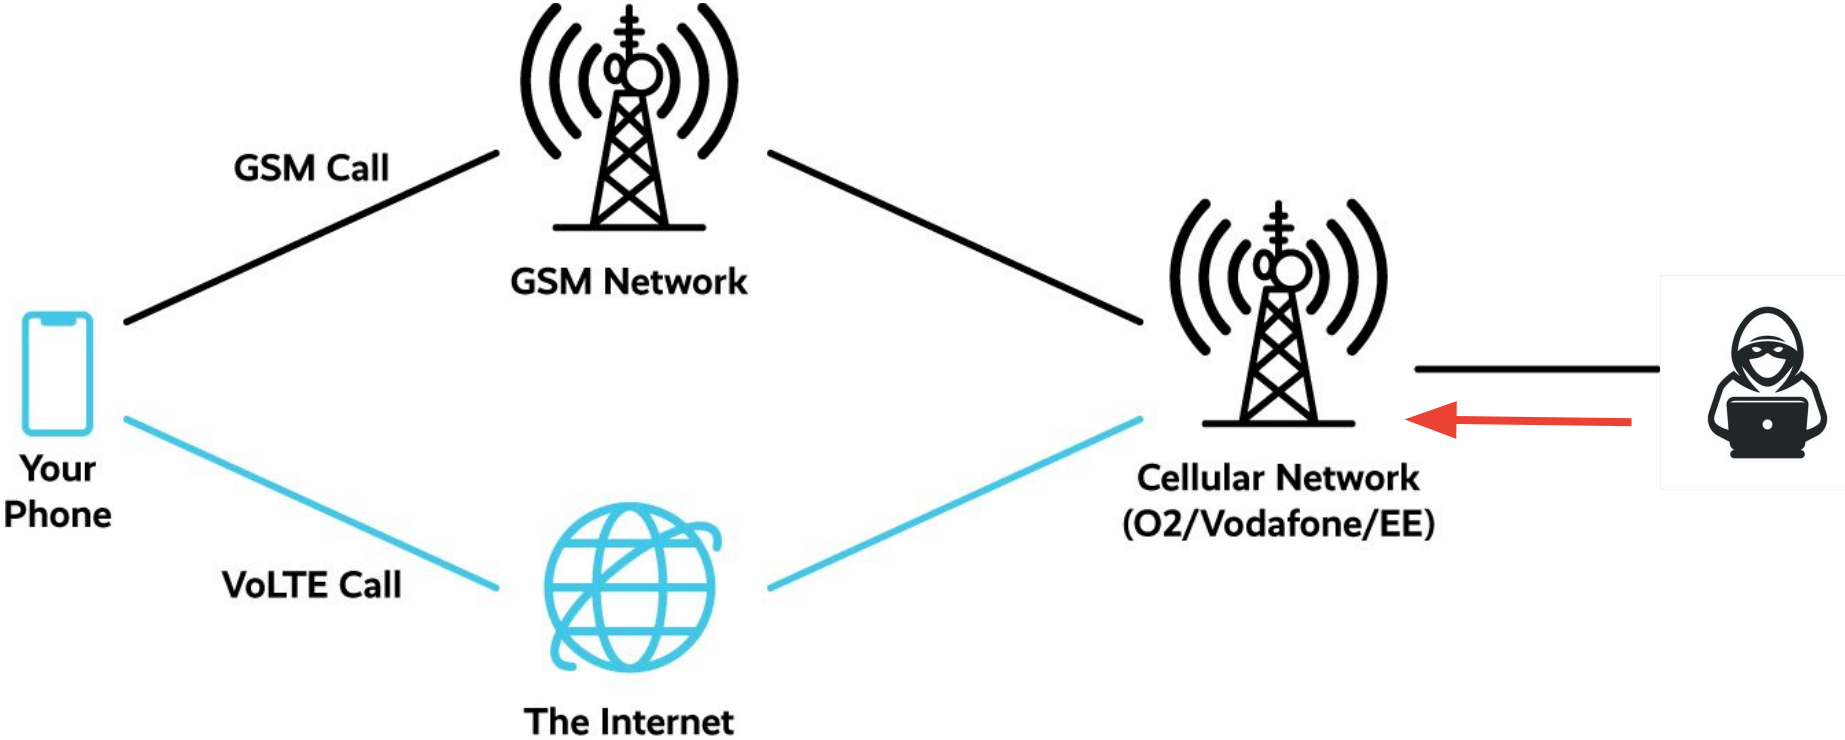 GSM Call
GSM Network
Your
Phone
Cellular Network
(O2/Vodafone/EE)
VoLTE Call
The Internet